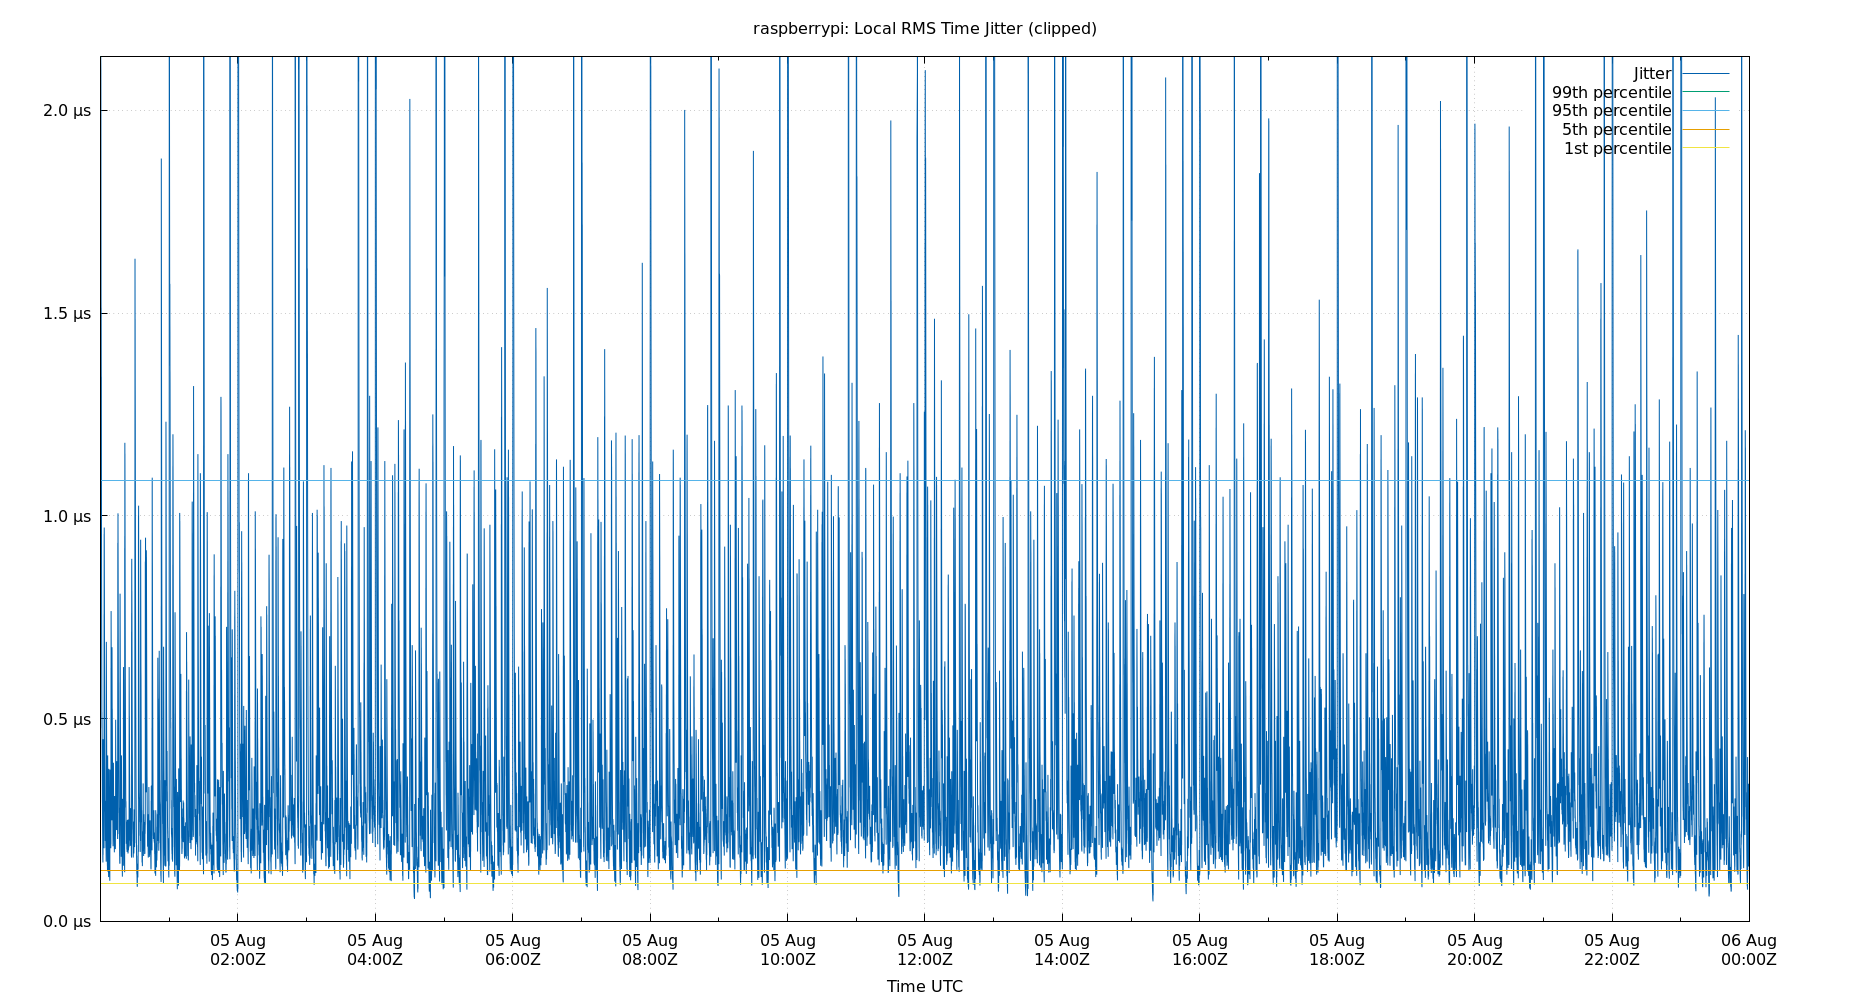 raspberrypi: Local RMS Time Jitter (clipped)
Jitter
99th percentile
95th percentile
5th percentile
1st percentile
2.0 μs
1.5 μs
1.0 μs
0.5 μs
0.0 μs
05 Aug 05 Aug 05 Aug 05 Aug 05 Aug 05 Aug 05 Aug 05 Aug 05 Aug 05 Aug 05 Aug 06 Aug
02:00Z 04:00Z 06:00Z 08:00Z 10:00Z 12:00Z 14:00Z 16:00Z 18:00Z 20:00Z 22:00Z 00:00Z
Time UTC